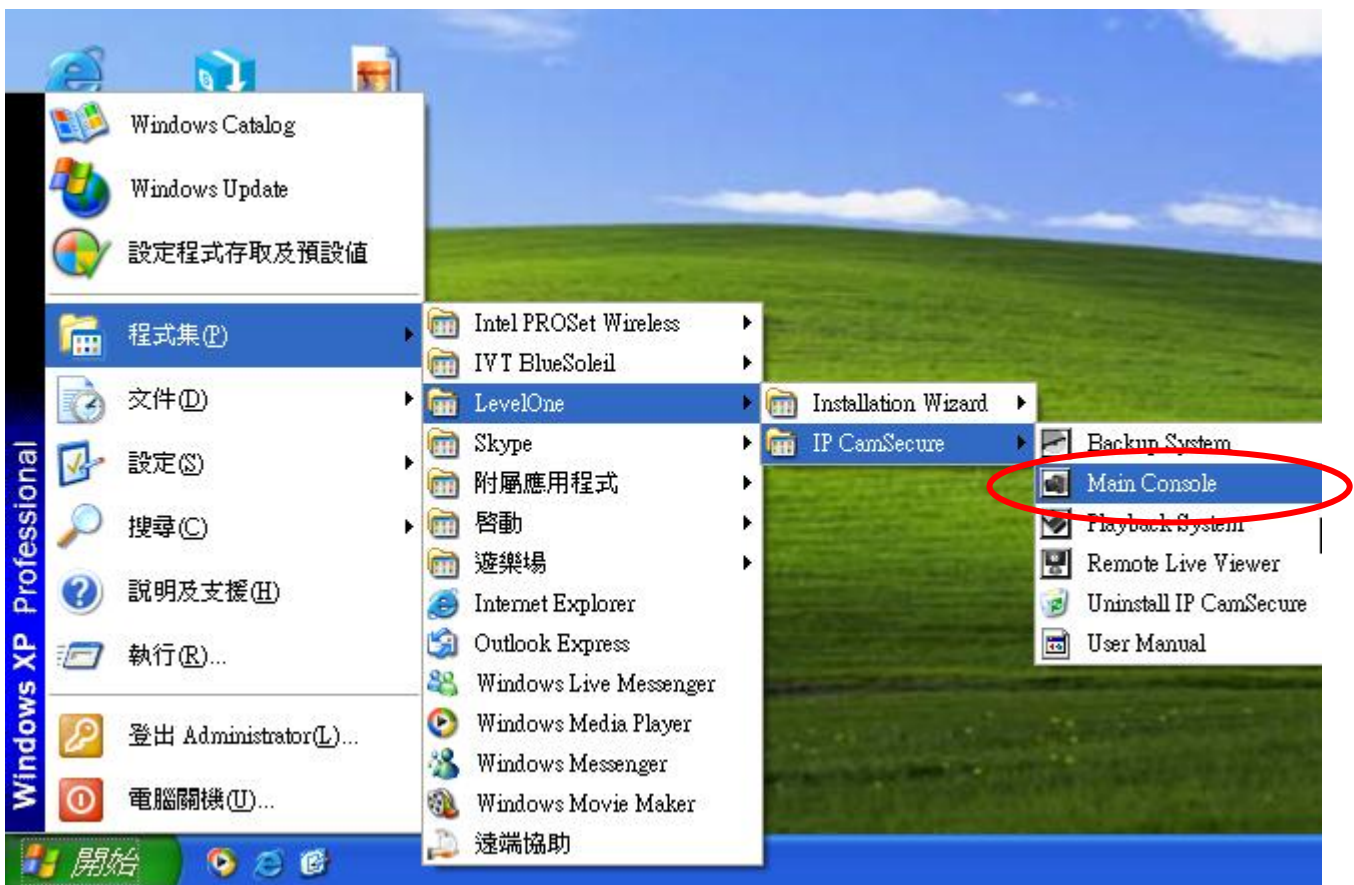 Windows Catalog
Windows Update
設定程式存取及預設值
程式集(P)
文件(D)
設定(S)
搜尋(C)
說明及支援(H)
執行(R)...
登出 Administrator(L)...
電腦關機(U)...
Windows XP Professional
Intel PROSet Wireless
IVT BlueSoleil
LevelOne
Skype
附屬應用程式
啓動
遊樂場
Internet Explorer
Outlook Express
Windows Live Messenger
Windows Media Player
Windows Messenger
Windows Movie Maker
遠端協助
Installation Wizard
IP CamSecure
Backup System
Main Console
Playback System
Remote Live Viewer
Uninstall IP CamSecure
User Manual
開始